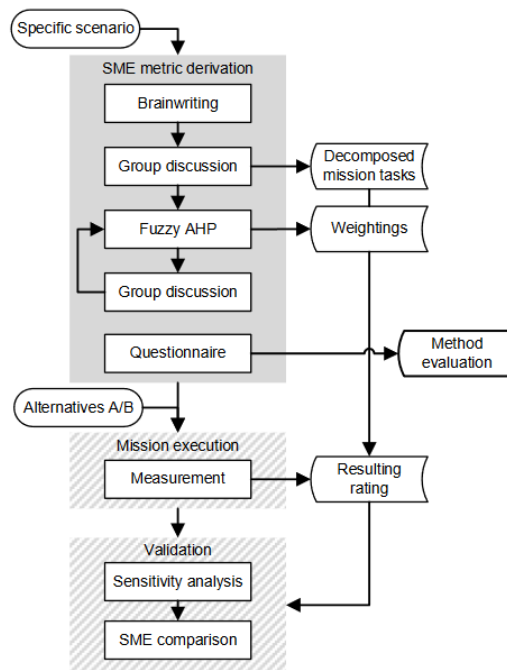 Specific scenario
SME metric derivation
Brainwriting
Group discussion
Decomposed
mission tasks
Fuzzy AHP
Weightings
Group discussion
Questionnaire
Method
evaluation
Alternatives A/B
Mission execution
Measurement
Resulting
rating
Validation
Sensitivity analysis
SME comparison